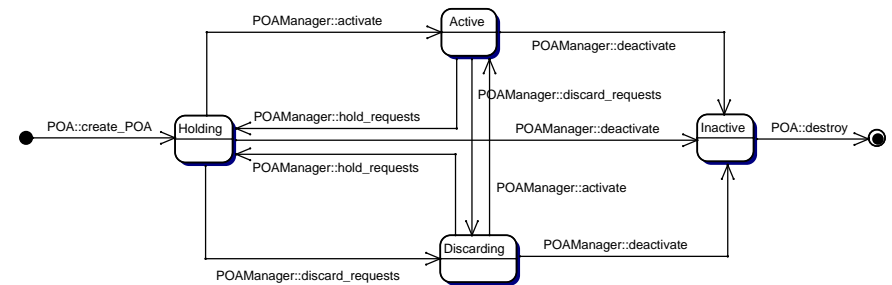 POAManager::activate
Active
POAManager::deactivate
POAManager::discard_requests
POA::create_POA
Holding
POAManager::hold_requests
POAManager::deactivate
Inactive
POA::destroy
POAManager::hold_requests
POAManager::activate
Discarding
POAManager::deactivate
POAManager::discard_requests